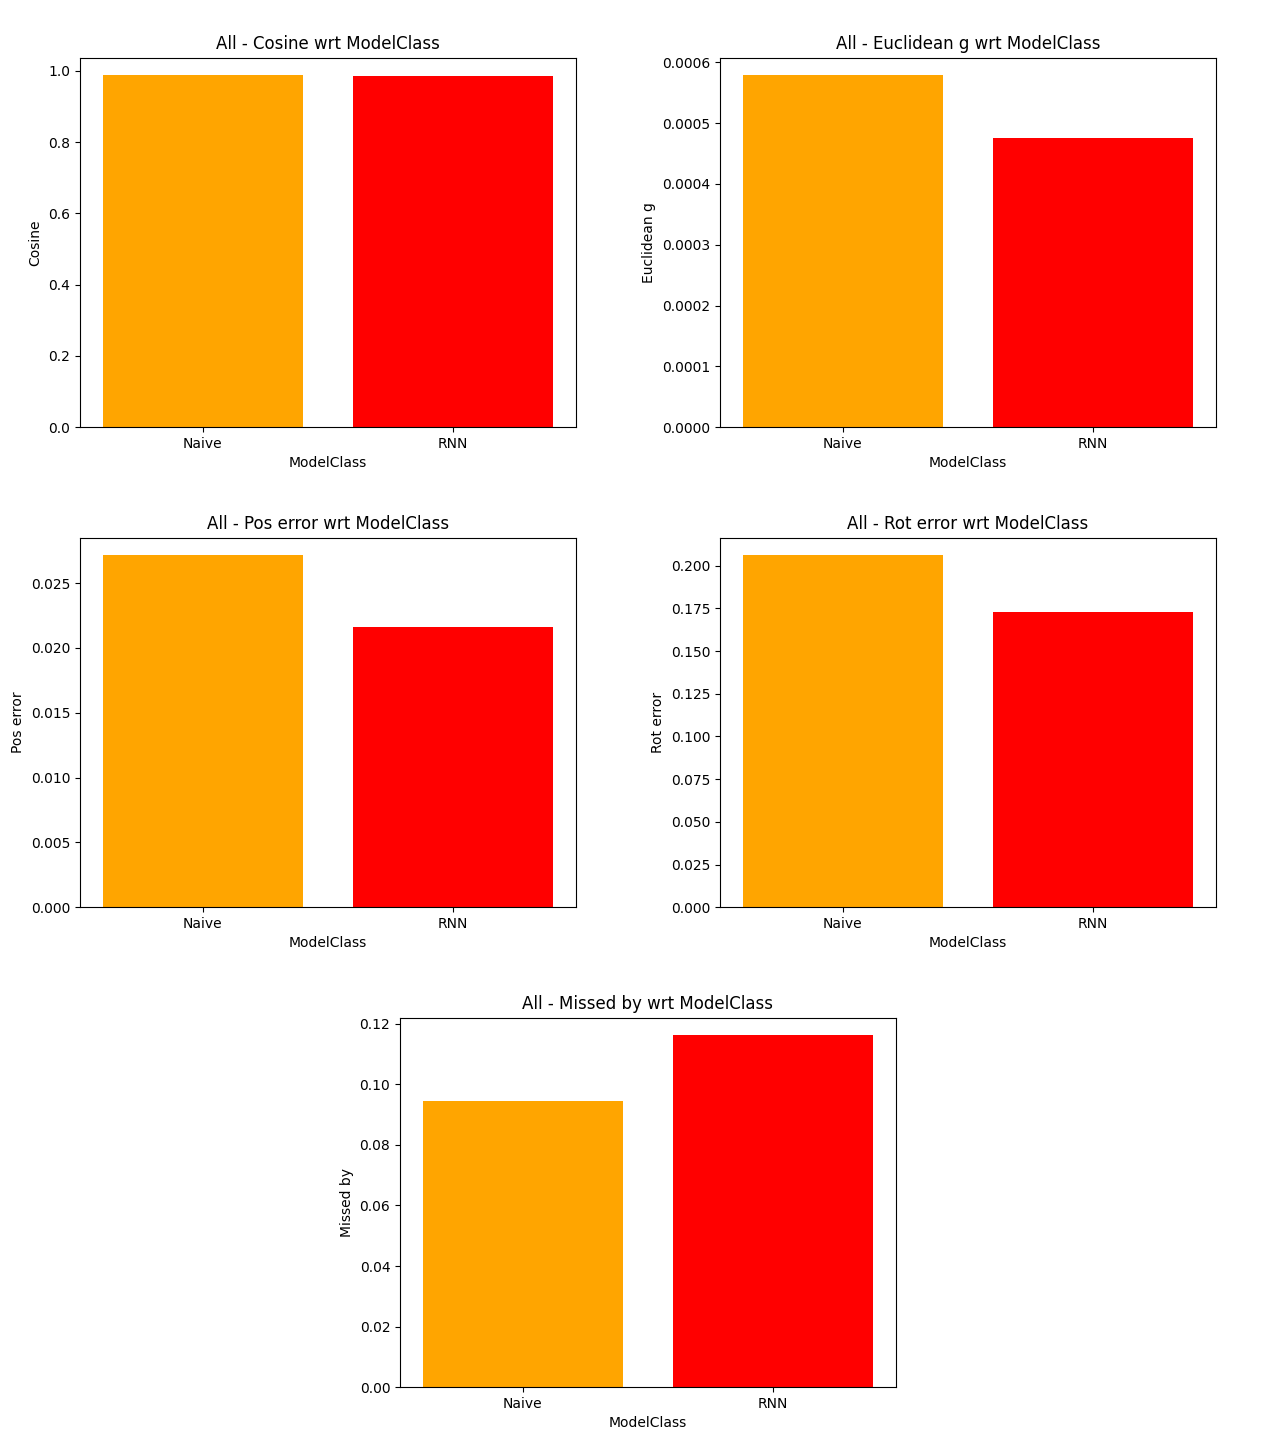 All - Cosine wrt ModelClass
1.0
0.8
0.6
0.4
0.2
0.0
Cosine
Naive RNN
ModelClass
All - Euclidean g wrt ModelClass
0.0006
0.0005
0.0004
0.0003
0.0002
0.0001
0.0000
Euclidean g
Naive RNN
ModelClass
All - Pos error wrt ModelClass
0.025
0.020
0.015
0.010
0.005
0.000
Pos error
Naive RNN
ModelClass
All - Rot error wrt ModelClass
0.200
0.175
0.150
0.125
0.100
0.075
0.050
0.025
0.000
Rot error
Naive RNN
ModelClass
All - Missed by wrt ModelClass
0.12
0.10
0.08
0.06
0.04
0.02
0.00
Missed by
Naive RNN
ModelClass